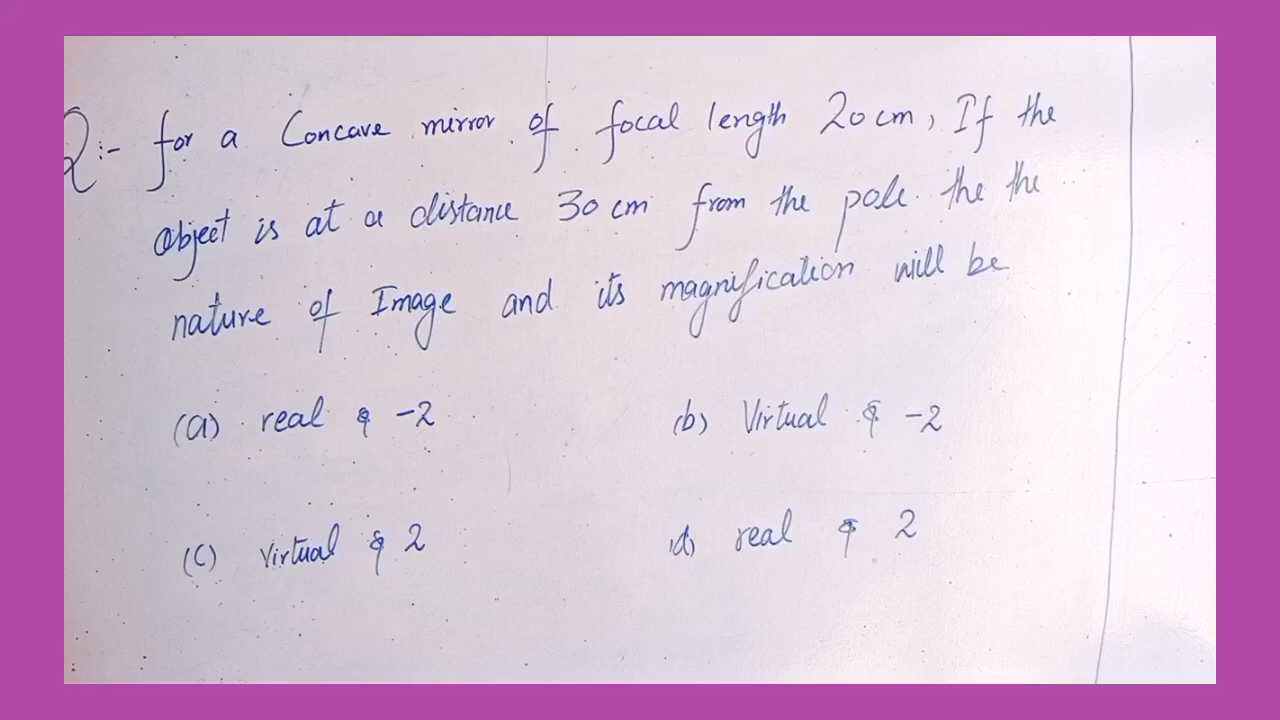 Q:- for a Concave mirror of focal length 20 cm, If the
Object is at a distance 30 cm from the pole the the
nature of Image and its magnification will be
(a) real & -2 (b) Virtual & -2
(c) Virtual & 2 (d) real & 2